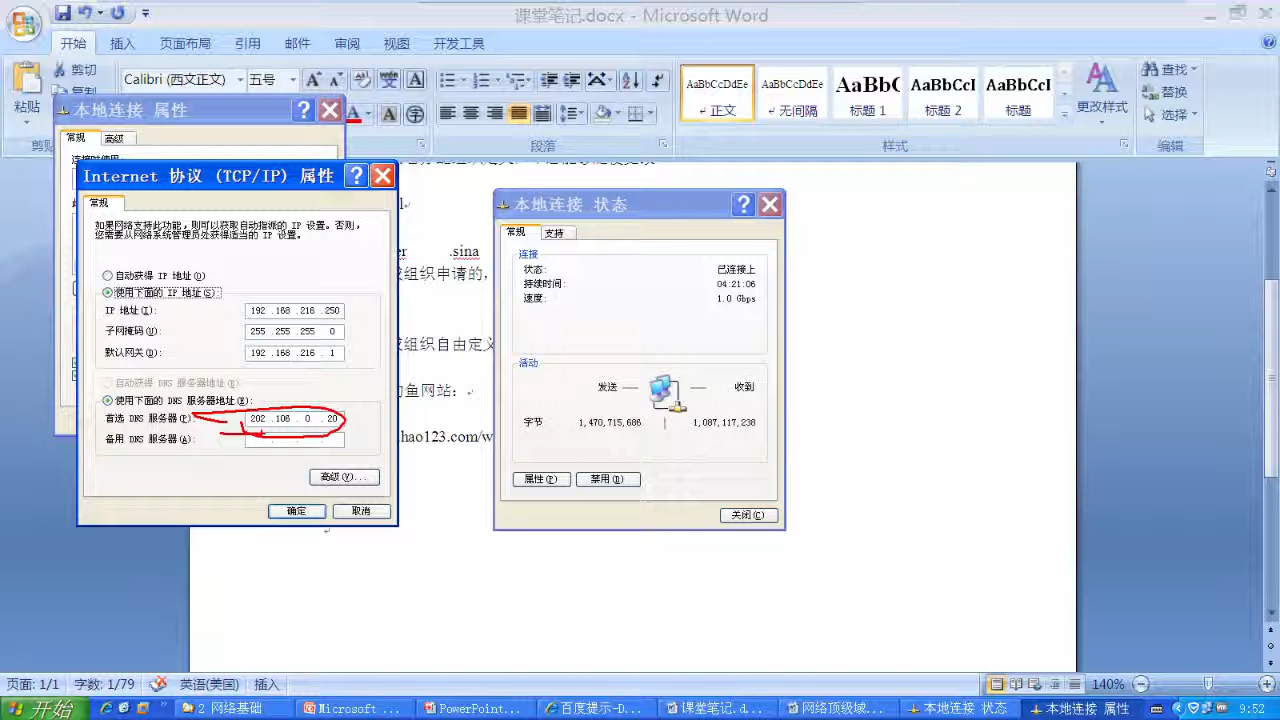 课堂笔记.docx - Microsoft Word
开始 插入 页面布局 引用 邮件 审阅 视图 开发工具
粘贴
剪切
复制
Calibri (西文正文) 五号
AaBbCcDdEe AaBbCcDdEe AaBbC AaBbCcI AaBbCcI
正文 无间隔 标题 1 标题 2 标题
更改样式
查找
替换
选择
段落 样式 编辑
本地连接 属性
常规 高级
连接时使用
Internet 协议 (TCP/IP) 属性
常规
如果网络支持此功能,则可以获取自动指派的 IP 设置。否则,
您需要从网络系统管理员处获得适当的 IP 设置。
自动获得 IP 地址(O)
使用下面的 IP 地址(S):
IP 地址(I): 192 .168 .216 .250
子网掩码(U): 255 .255 .255 . 0
默认网关(D): 192 .168 .216 . 1
自动获得 DNS 服务器地址(B)
使用下面的 DNS 服务器地址(E):
首选 DNS 服务器(P): 202 .106 . 0 . 20
备用 DNS 服务器(A): . . .
高级(V)...
确定 取消
.sina
组织申请的,
组织自由定义
鱼网站:
hao123.com/w
本地连接 状态
常规 支持
连接
状态: 已连接上
持续时间: 04:21:06
速度: 1.0 Gbps
活动
发送 收到
字节: 1,470,715,686 1,087,117,238
属性(P) 禁用(D)
关闭(C)
页面: 1/1 字数: 1/79 英语(美国) 插入 140%
开始 2 网络基础 Microsoft ... PowerPoint... 百度提示-D... 课堂笔记.d... 网络顶级域... 本地连接 状态 本地连接 属性 9:52